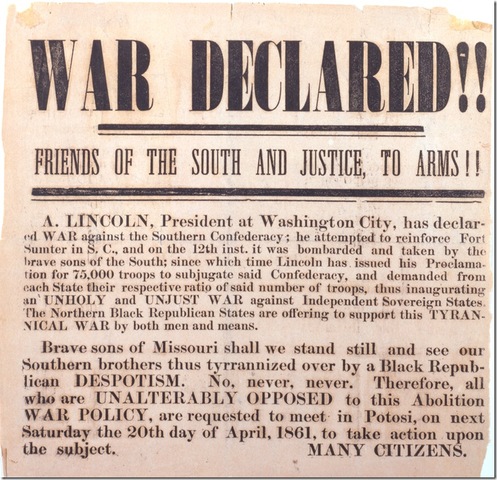 WAR DECLARED!!
FRIENDS OF THE SOUTH AND JUSTICE, TO ARMS!!
A. LINCOLN, President at Washington City, has declar-
ed WAR against the Southern Confederacy; he attempted to reinforce Fort
Sumter in S. C., and on the 12th inst. it was bombarded and taken by the
brave sons of the South; since which time Lincoln has issued his Proclama-
tion for 75,000 troops to subjugate said Confederacy, and demanded from
each State their respective ratio of said number of troops, thus inaugurating
an UNHOLY and UNJUST WAR against Independent Sovereign States.
The Northern Black Republican States are offering to support this TYRAN-
NICAL WAR by both men and means.
Brave sons of Missouri shall we stand still and see our
Southern brothers thus tyrrannized over by a Black Repub-
lican DESPOTISM. No, never, never. Therefore, all
who are UNALTERABLY OPPOSED to this Abolition
WAR POLICY, are requested to meet in Potosi, on next
Saturday the 20th day of April, 1861, to take action upon
the subject. MANY CITIZENS.